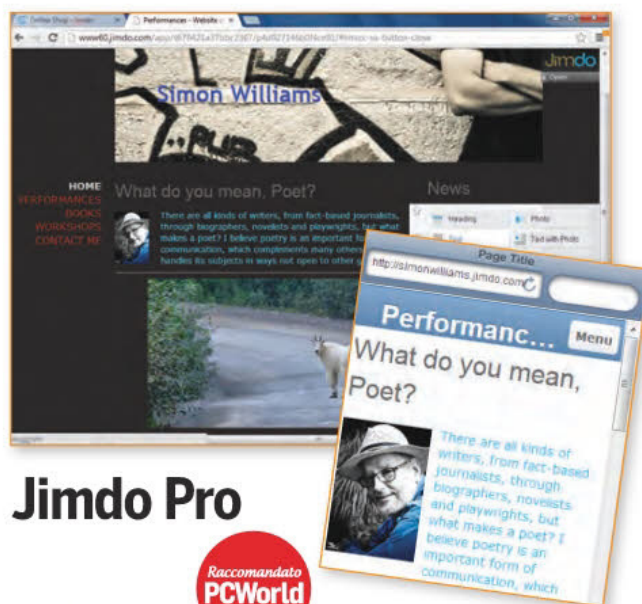 Performances - Website
www60.jimdo.com/app/
Jimdo
Simon Williams
HOME
PERFORMANCES
BOOKS
WORKSHOPS
CONTACT ME
What do you mean, Poet?
There are all kinds of writers, from fact-based journalists,
through biographers, novelists and playwrights, but what
makes a poet? I believe poetry is an important fo
communication, which complements many others
handles its subjects in ways not open to other g
News
Heading
Photo
Text with Photo
Page Title
http://simonwilliams.jimdo.com
Performanc...
Menu
What do you mean,
Poet?
There are all kinds of
writers, from fact-based
journalists, through
biographers, novelists
and playwrights, but
what makes a poet? I
believe poetry is an
important form of
communication, which
Jimdo Pro
Raccomandato
PCWorld